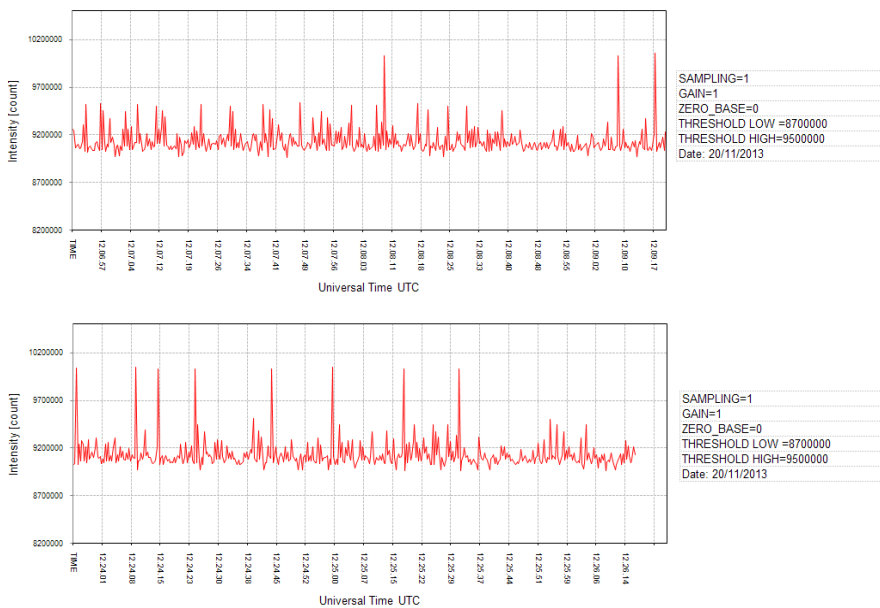 10200000
9700000
9200000
8700000
8200000
Intensity [count]
TIME
12.06.57
12.07.04
12.07.12
12.07.19
12.07.26
12.07.34
12.07.41
12.07.49
12.07.56
12.08.03
12.08.11
12.08.18
12.08.25
12.08.33
12.08.40
12.08.48
12.08.55
12.09.02
12.09.10
12.09.17
Universal Time UTC
SAMPLING=1
GAIN=1
ZERO_BASE=0
THRESHOLD LOW =8700000
THRESHOLD HIGH=9500000
Date: 20/11/2013
10200000
9700000
9200000
8700000
8200000
Intensity [count]
TIME
12.24.01
12.24.08
12.24.15
12.24.23
12.24.30
12.24.37
12.24.44
12.24.52
12.25.00
12.25.07
12.25.15
12.25.22
12.25.29
12.25.37
12.25.44
12.25.51
12.25.59
12.26.06
12.26.14
Universal Time UTC
SAMPLING=1
GAIN=1
ZERO_BASE=0
THRESHOLD LOW =8700000
THRESHOLD HIGH=9500000
Date: 20/11/2013